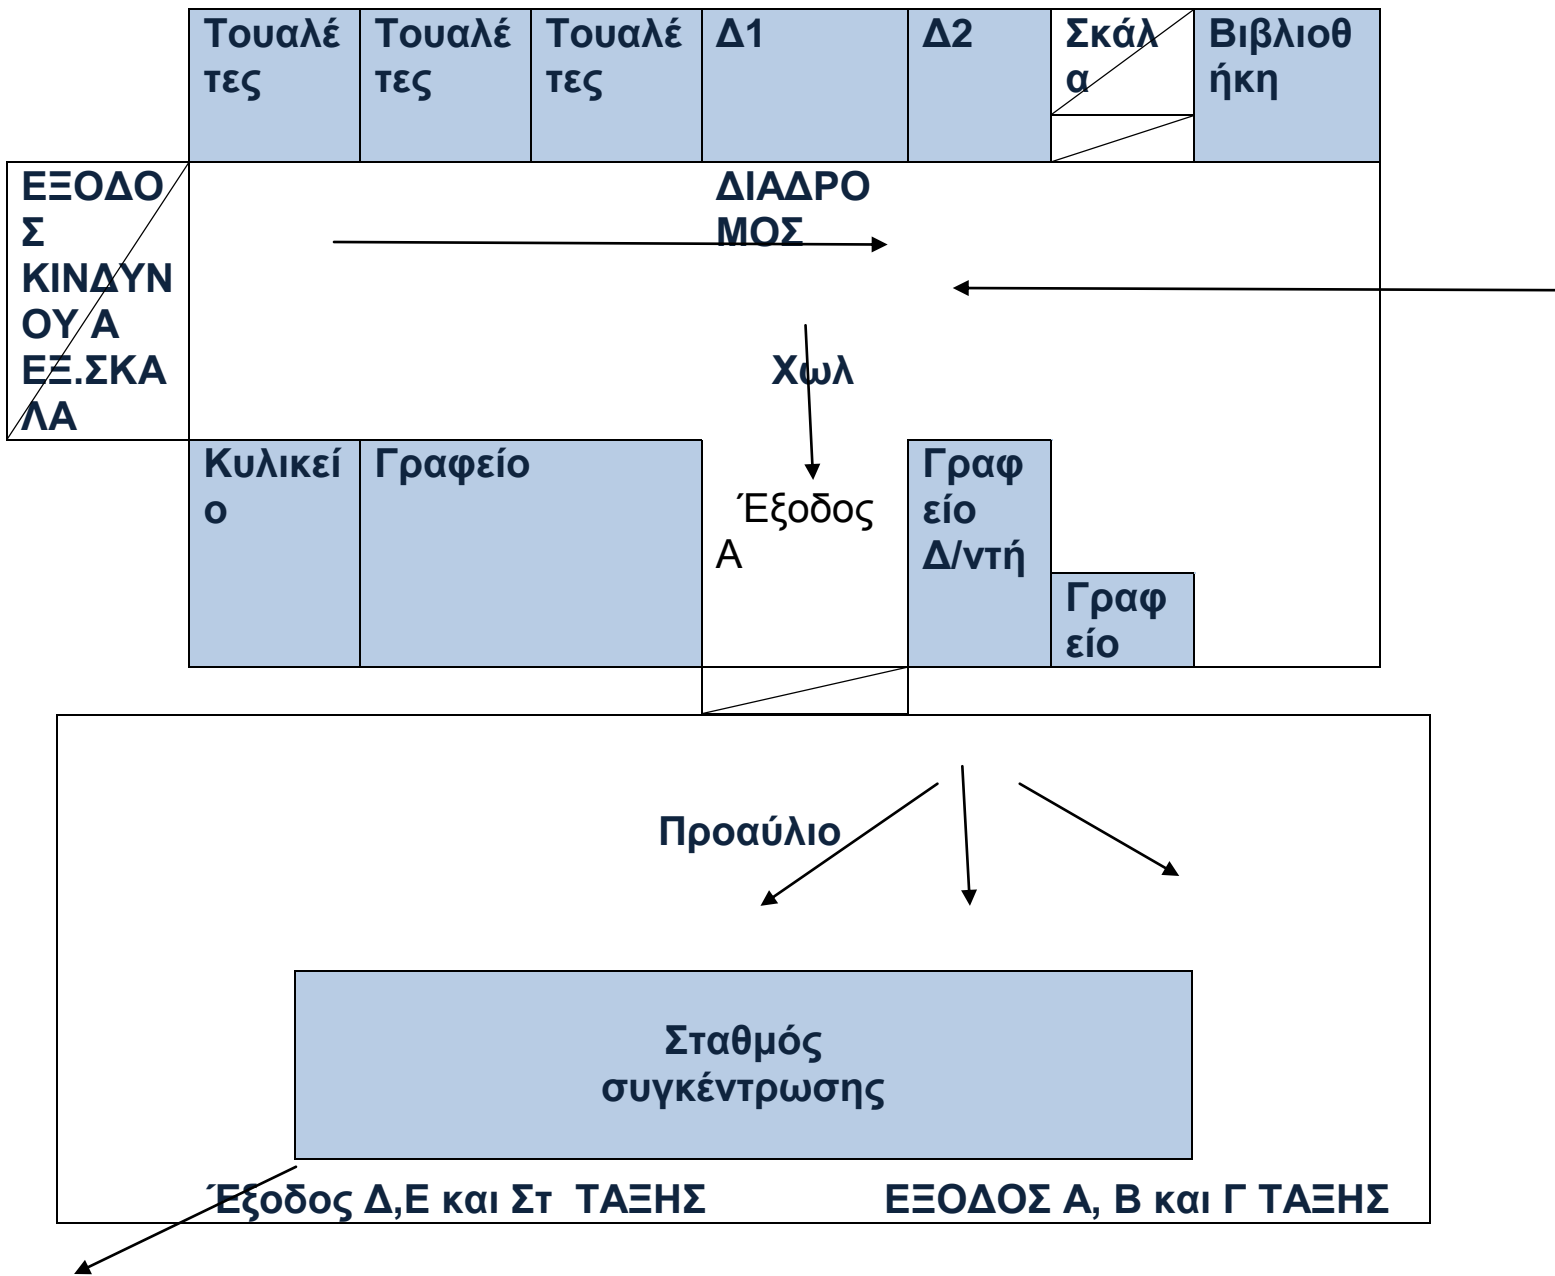 Τουαλέ
τες
Τουαλέ
τες
Τουαλέ
τες
Δ1
Δ2
Σκάλ
α
Βιβλιοθ
ήκη
ΕΞΟΔΟ
Σ
ΚΙΝΔΥΝ
ΟΥ Α
ΕΞ.ΣΚΑ
ΛΑ
ΔΙΑΔΡΟ
ΜΟΣ
Χωλ
Κυλικεί
ο
Γραφείο
Έξοδος
Α
Γραφ
είο
Δ/ντή
Γραφ
είο
Προαύλιο
Σταθμός
συγκέντρωσης
Έξοδος Δ,Ε και Στ ΤΑΞΗΣ
ΕΞΟΔΟΣ Α, Β και Γ ΤΑΞΗΣ